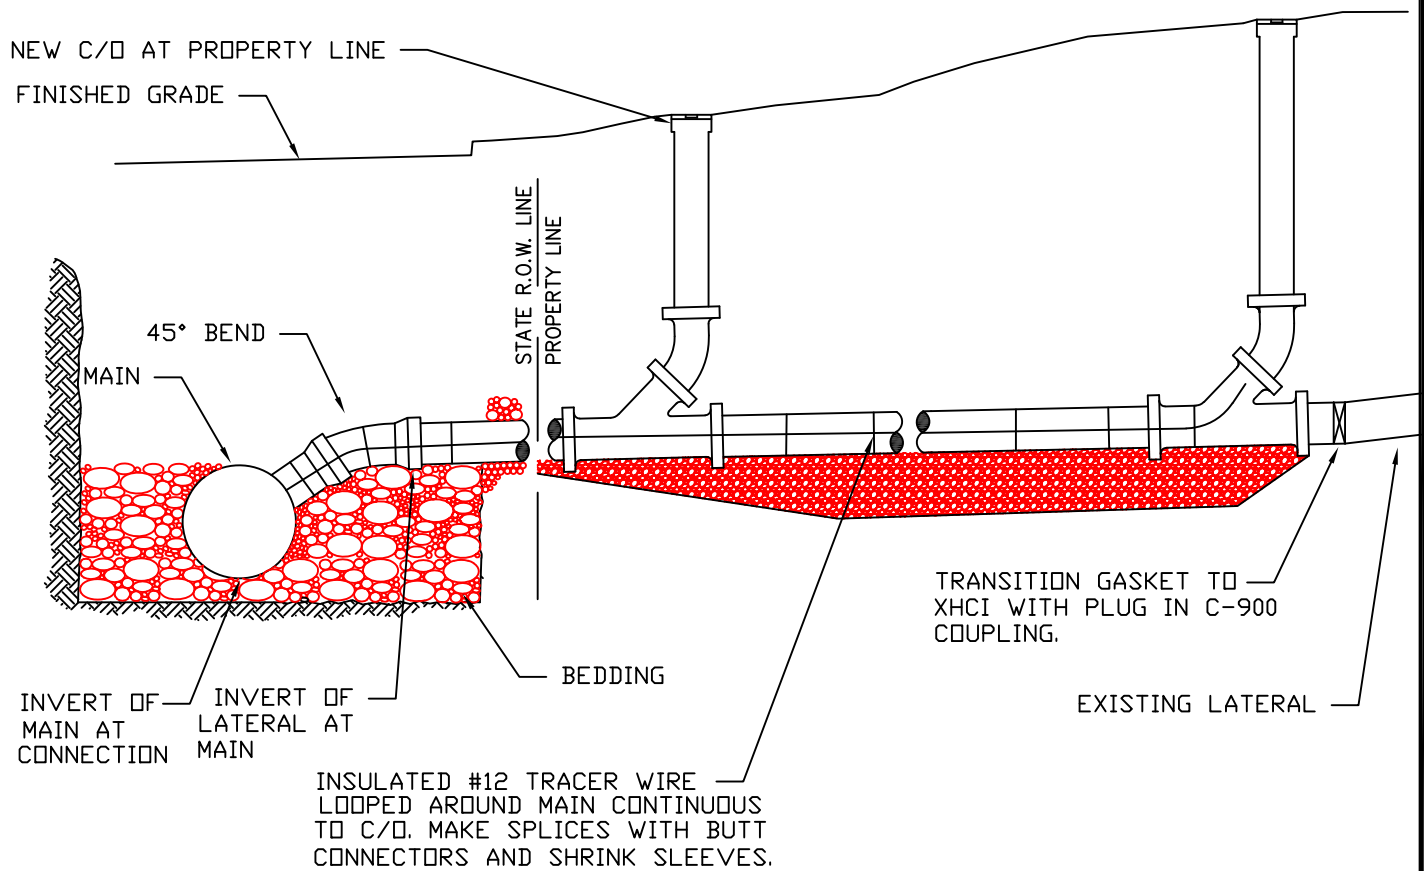 NEW C/O AT PROPERTY LINE
FINISHED GRADE
STATE R.O.W. LINE
PROPERTY LINE
45° BEND
MAIN
TRANSITION GASKET TO
XHCI WITH PLUG IN C-900
COUPLING.
BEDDING
EXISTING LATERAL
INVERT OF
MAIN AT
CONNECTION
INVERT OF
LATERAL AT
MAIN
INSULATED #12 TRACER WIRE
LOOPED AROUND MAIN CONTINUOUS
TO C/O. MAKE SPLICES WITH BUTT
CONNECTORS AND SHRINK SLEEVES.